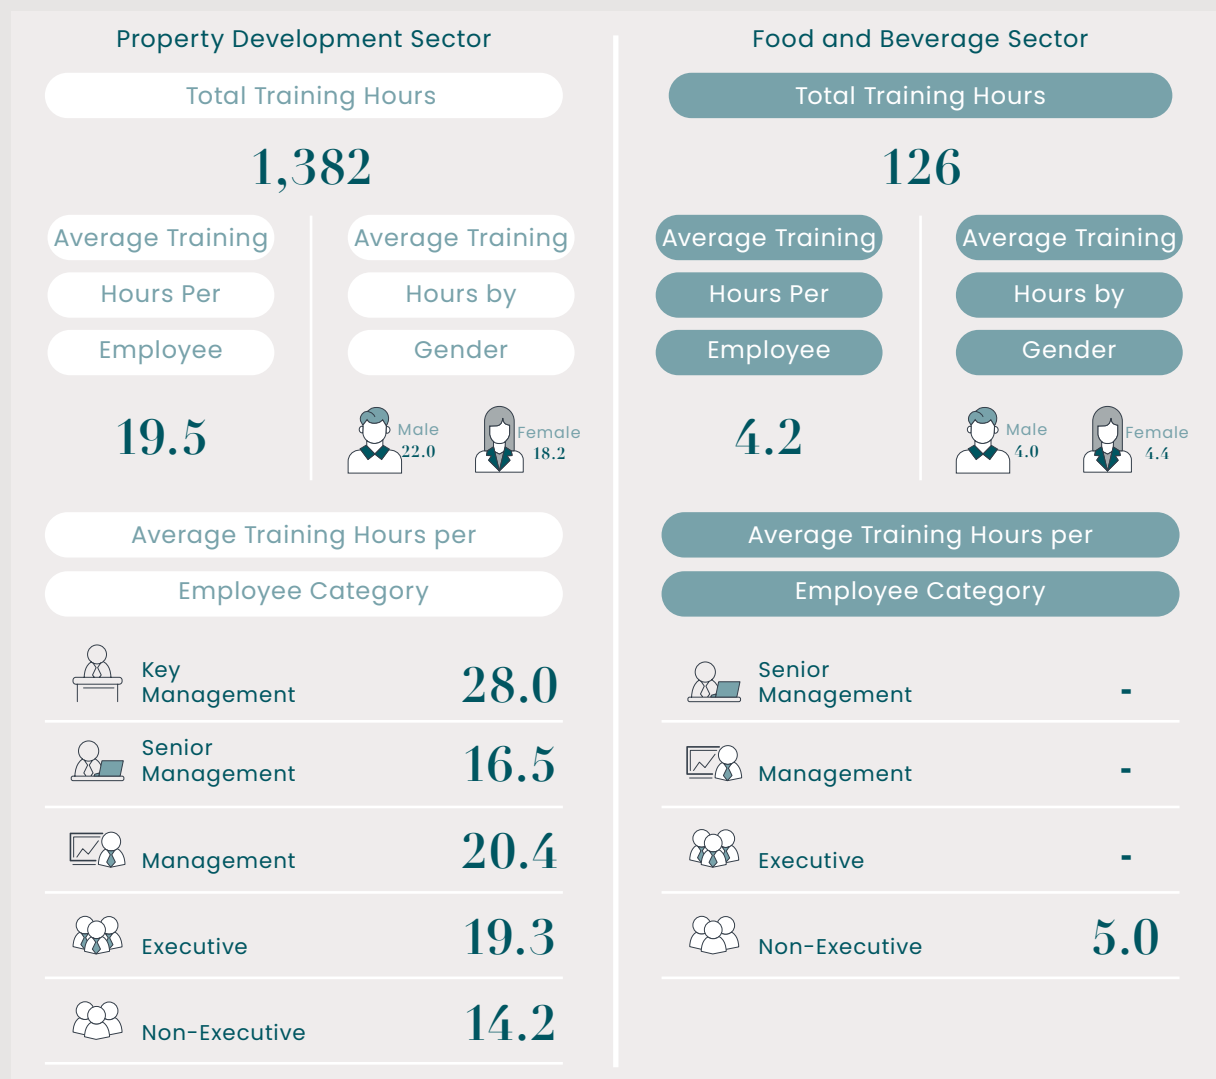 Property Development Sector
Total Training Hours
1,382
Average Training
Hours Per
Employee
19.5
Average Training
Hours by
Gender
Male
22.0
Female
18.2
Average Training Hours per
Employee Category
Key
Management
28.0
Senior
Management
16.5
Management
20.4
Executive
19.3
Non-Executive
14.2
Food and Beverage Sector
Total Training Hours
126
Average Training
Hours Per
Employee
4.2
Average Training
Hours by
Gender
Male
4.0
Female
4.4
Average Training Hours per
Employee Category
Senior
Management
-
Management
-
Executive
-
Non-Executive
5.0